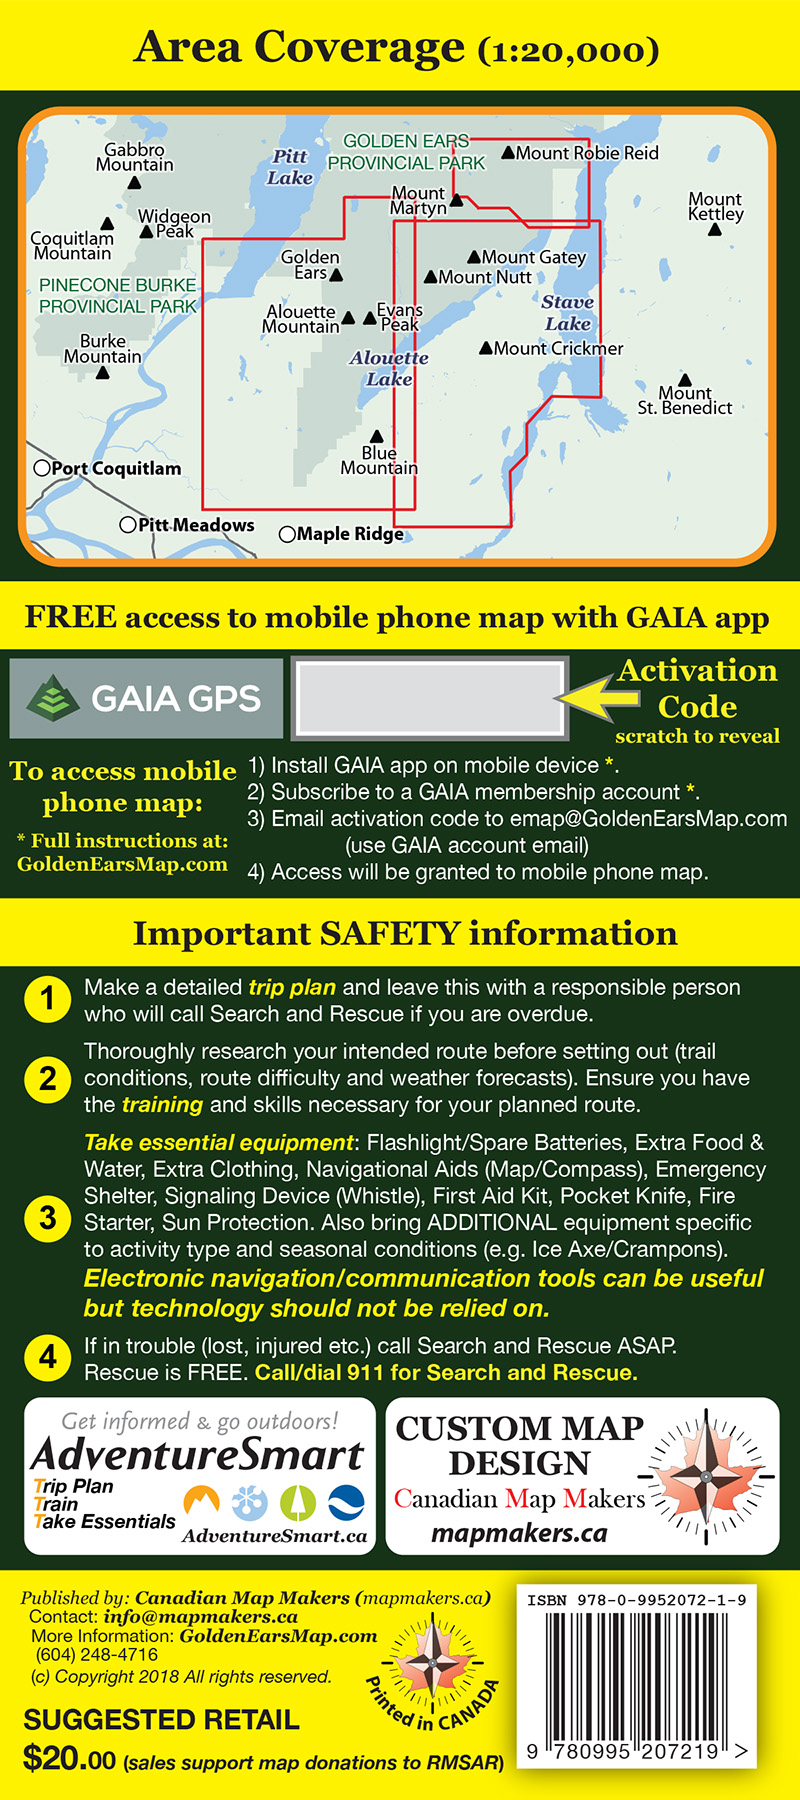 Area Coverage (1:20,000)
Gabbro
Mountain
Pitt
Lake
GOLDEN EARS
PROVINCIAL PARK
Mount Robie Reid
Mount
Martyn
Mount
Kettley
Widgeon
Peak
Coquitlam
Mountain
Golden
Ears
Mount Gatey
Mount Nutt
PINECONE BURKE
PROVINCIAL PARK
Alouette
Mountain
Evans
Peak
Stave
Lake
Burke
Mountain
Alouette
Lake
Mount Crickmer
Mount
St. Benedict
Blue
Mountain
Port Coquitlam
Pitt Meadows
Maple Ridge
FREE access to mobile phone map with GAIA app
GAIA GPS
Activation
Code
scratch to reveal
To access mobile
phone map:
* Full instructions at:
GoldenEarsMap.com
1) Install GAIA app on mobile device *.
2) Subscribe to a GAIA membership account *.
3) Email activation code to emap@GoldenEarsMap.com
(use GAIA account email)
4) Access will be granted to mobile phone map.
Important SAFETY information
1
Make a detailed trip plan and leave this with a responsible person
who will call Search and Rescue if you are overdue.
2
Thoroughly research your intended route before setting out (trail
conditions, route difficulty and weather forecasts). Ensure you have
the training and skills necessary for your planned route.
3
Take essential equipment: Flashlight/Spare Batteries, Extra Food &
Water, Extra Clothing, Navigational Aids (Map/Compass), Emergency
Shelter, Signaling Device (Whistle), First Aid Kit, Pocket Knife, Fire
Starter, Sun Protection. Also bring ADDITIONAL equipment specific
to activity type and seasonal conditions (e.g. Ice Axe/Crampons).
Electronic navigation/communication tools can be useful
but technology should not be relied on.
4
If in trouble (lost, injured etc.) call Search and Rescue ASAP.
Rescue is FREE. Call/dial 911 for Search and Rescue.
Get informed & go outdoors!
AdventureSmart
Trip Plan
Train
Take Essentials
AdventureSmart.ca
CUSTOM MAP
DESIGN
Canadian Map Makers
mapmakers.ca
Published by: Canadian Map Makers (mapmakers.ca)
Contact: info@mapmakers.ca
More Information: GoldenEarsMap.com
(604) 248-4716
(c) Copyright 2018 All rights reserved.
Printed in CANADA
SUGGESTED RETAIL
$20.00 (sales support map donations to RMSAR)
ISBN 978-0-9952072-1-9
9 780995 207219 >